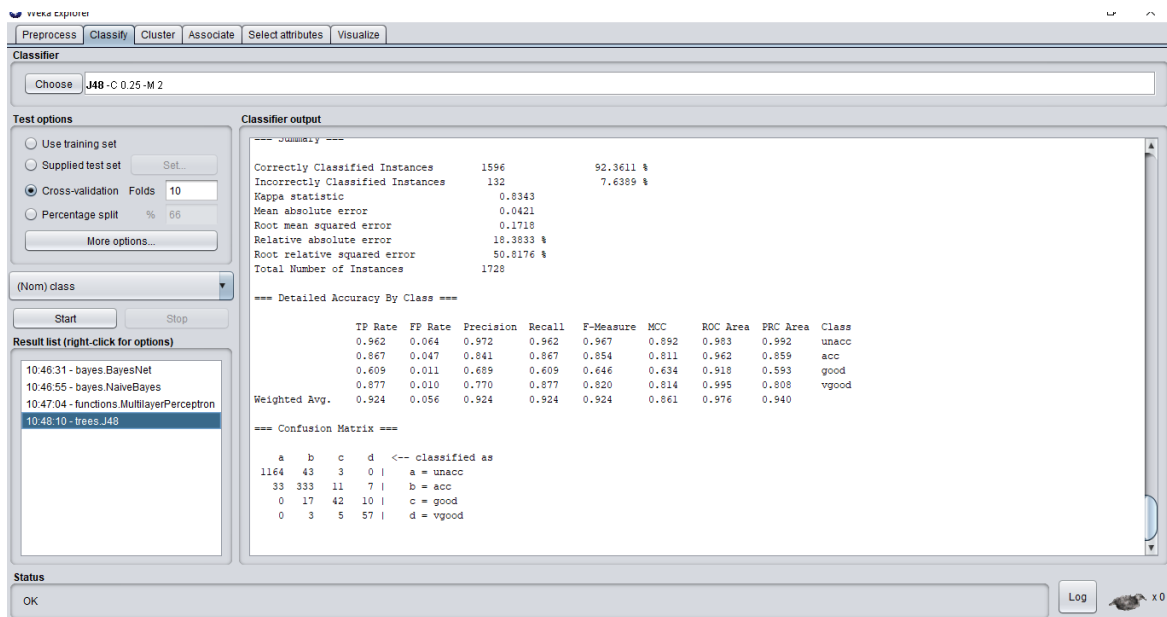 Weka Explorer
Preprocess Classify Cluster Associate Select attributes Visualize
Classifier
Choose J48 -C 0.25 -M 2
Test options
Use training set
Supplied test set Set...
Cross-validation Folds 10
Percentage split % 66
More options...
(Nom) class
Start Stop
Result list (right-click for options)
10:46:31 - bayes.BayesNet
10:46:55 - bayes.NaiveBayes
10:47:04 - functions.MultilayerPerceptron
10:48:10 - trees.J48
Classifier output
=== Summary ===
Correctly Classified Instances 1596 92.3611 %
Incorrectly Classified Instances 132 7.6389 %
Kappa statistic 0.8343
Mean absolute error 0.0421
Root mean squared error 0.1718
Relative absolute error 18.3833 %
Root relative squared error 50.8176 %
Total Number of Instances 1728
=== Detailed Accuracy By Class ===
TP Rate FP Rate Precision Recall F-Measure MCC ROC Area PRC Area Class
0.962 0.064 0.972 0.962 0.967 0.892 0.983 0.992 unacc
0.867 0.047 0.841 0.867 0.854 0.811 0.962 0.859 acc
0.609 0.011 0.689 0.609 0.646 0.634 0.918 0.593 good
0.877 0.010 0.770 0.877 0.820 0.814 0.995 0.808 vgood
Weighted Avg. 0.924 0.056 0.924 0.924 0.924 0.861 0.976 0.940
=== Confusion Matrix ===
a b c d <-- classified as
1164 43 3 0 | a = unacc
33 333 11 7 | b = acc
0 17 42 10 | c = good
0 3 5 57 | d = vgood
Status
OK
Log x 0